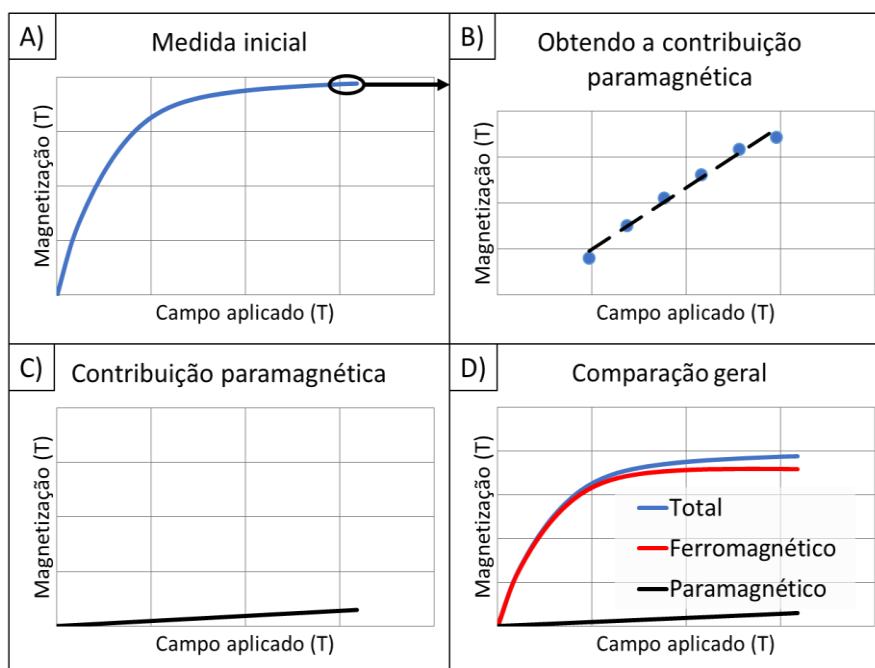 A)
Medida inicial
Magnetização (T)
Campo aplicado (T)
B)
Obtendo a contribuição
paramagnética
Magnetização (T)
Campo aplicado (T)
C)
Contribuição paramagnética
Magnetização (T)
Campo aplicado (T)
D)
Comparação geral
Magnetização (T)
Total
Ferromagnético
Paramagnético
Campo aplicado (T)